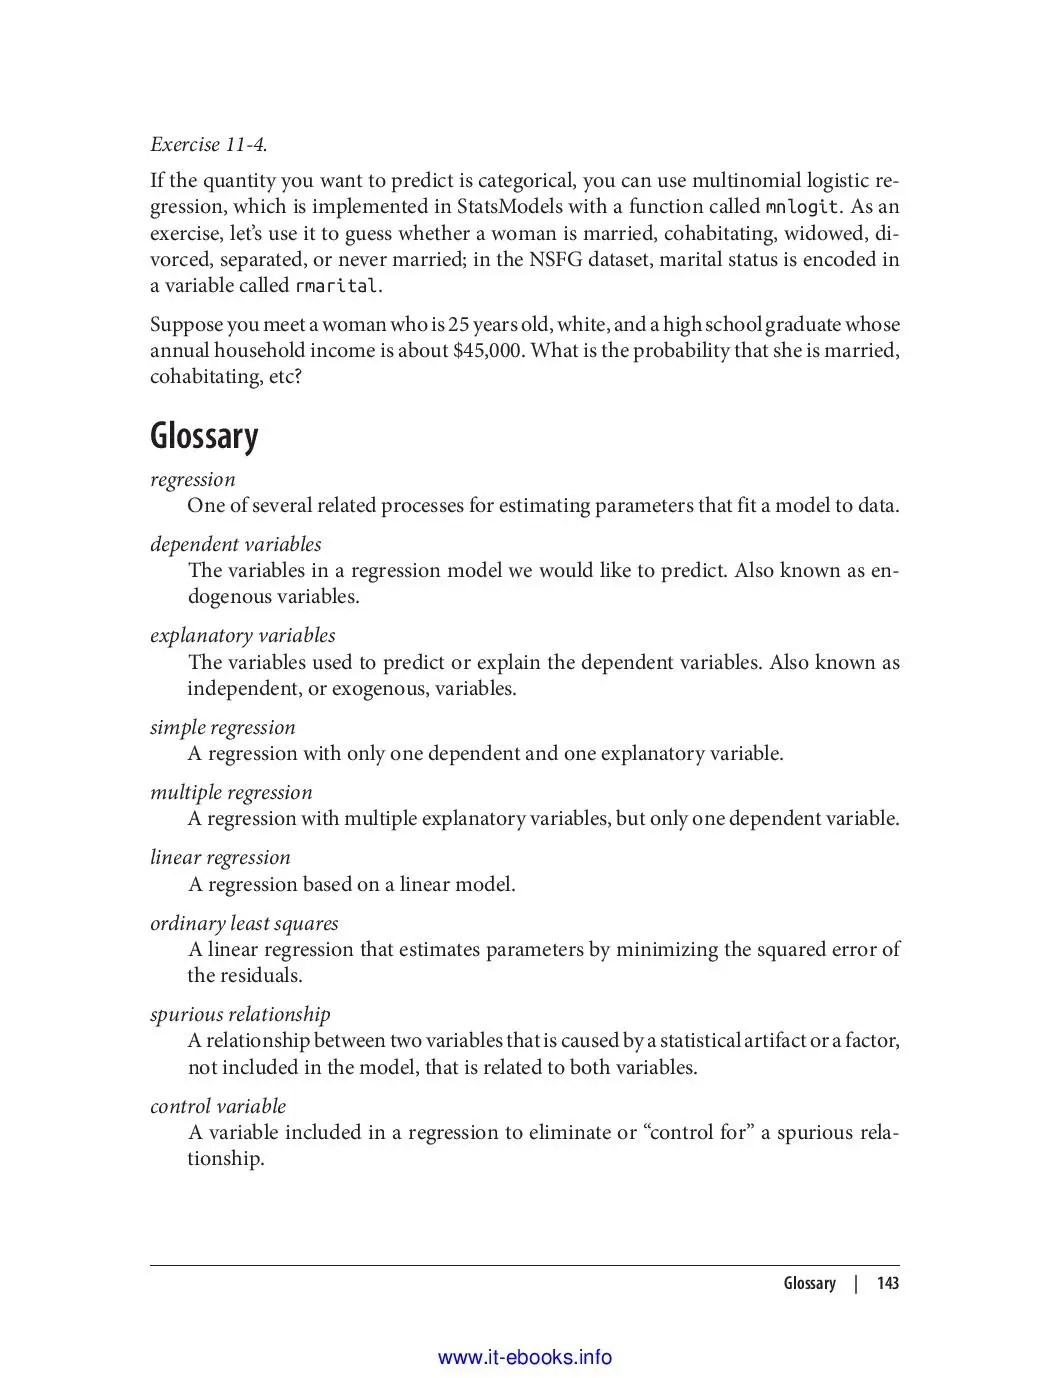 Exercise 11-4.
If the quantity you want to predict is categorical, you can use multinomial logistic re-
gression, which is implemented in StatsModels with a function called mnlogit. As an
exercise, let’s use it to guess whether a woman is married, cohabitating, widowed, di-
vorced, separated, or never married; in the NSFG dataset, marital status is encoded in
a variable called rmarital.
Suppose you meet a woman who is 25 years old, white, and a high school graduate whose
annual household income is about $45,000. What is the probability that she is married,
cohabitating, etc?
Glossary
regression
One of several related processes for estimating parameters that fit a model to data.
dependent variables
The variables in a regression model we would like to predict. Also known as en-
dogenous variables.
explanatory variables
The variables used to predict or explain the dependent variables. Also known as
independent, or exogenous, variables.
simple regression
A regression with only one dependent and one explanatory variable.
multiple regression
A regression with multiple explanatory variables, but only one dependent variable.
linear regression
A regression based on a linear model.
ordinary least squares
A linear regression that estimates parameters by minimizing the squared error of
the residuals.
spurious relationship
A relationship between two variables that is caused by a statistical artifact or a factor,
not included in the model, that is related to both variables.
control variable
A variable included in a regression to eliminate or “control for” a spurious rela-
tionship.
Glossary | 143
www.it-ebooks.info